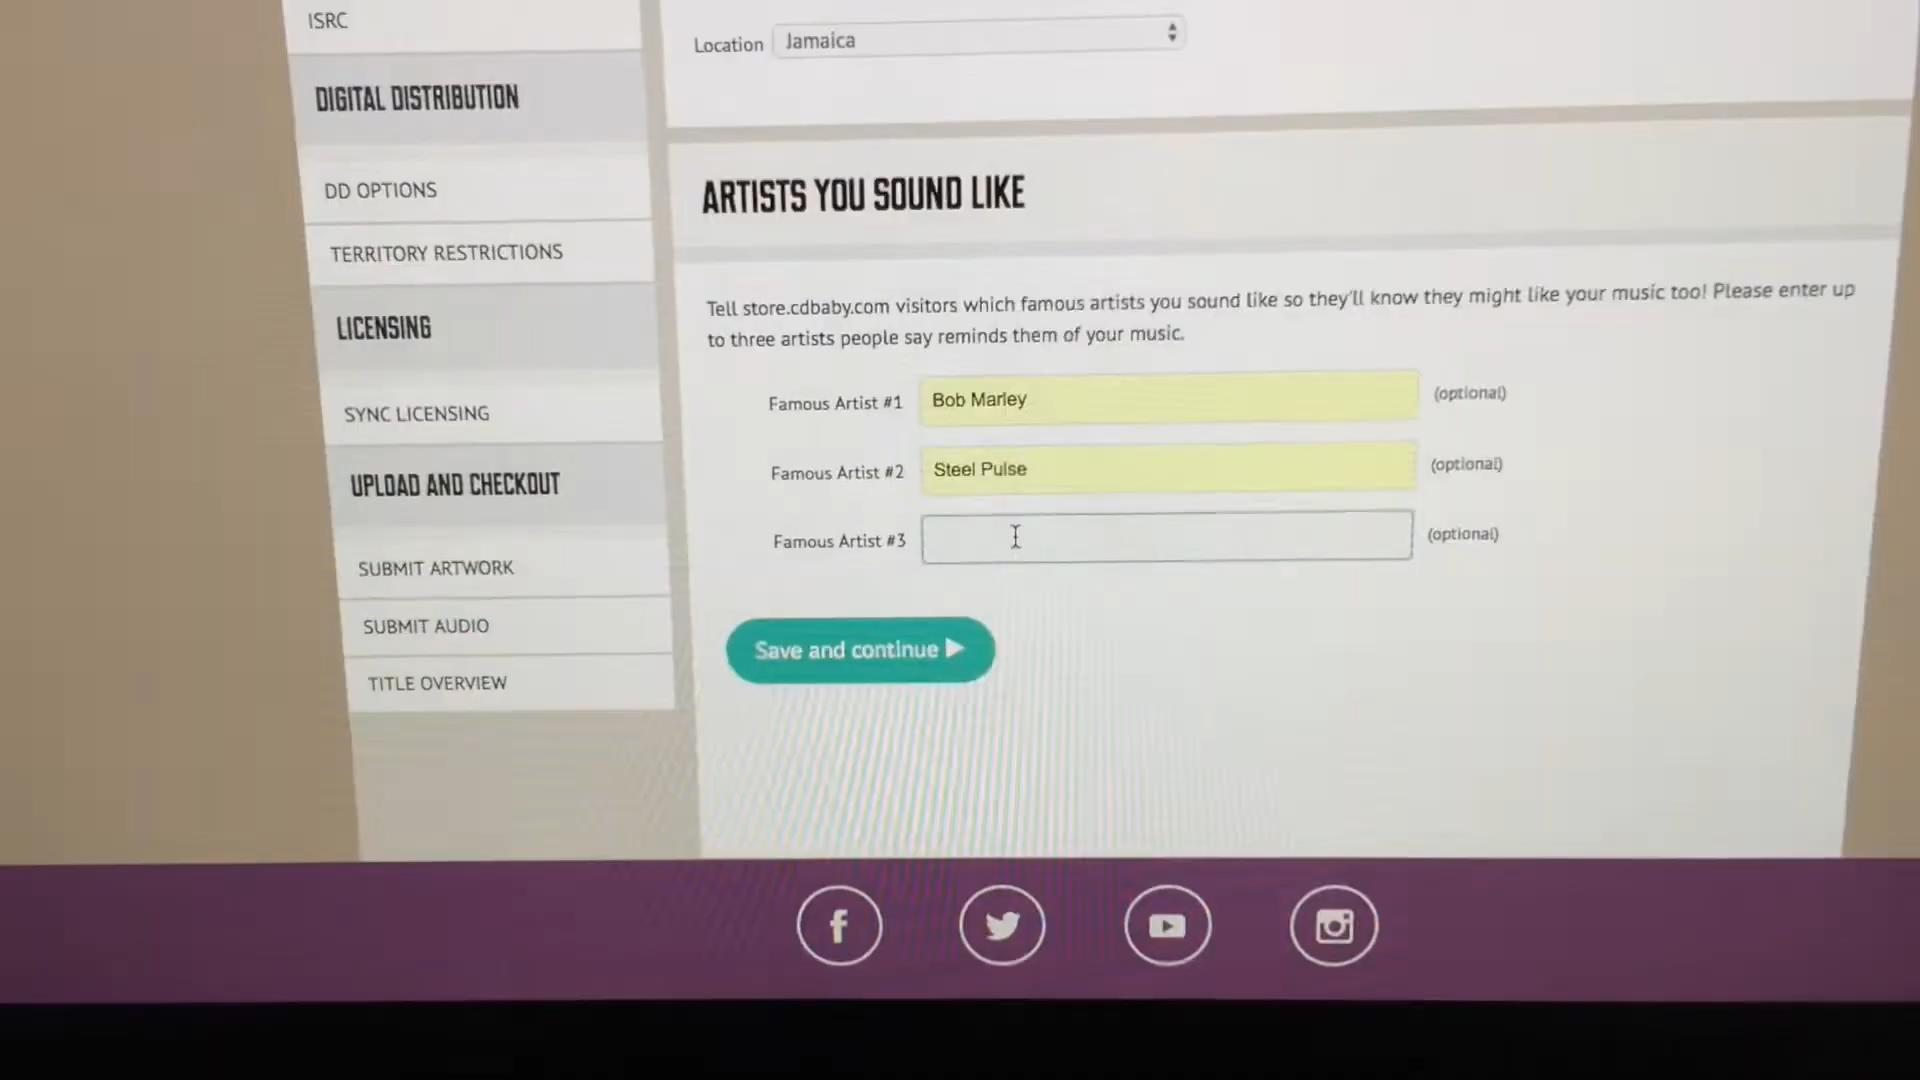 ISRC
DIGITAL DISTRIBUTION
DD OPTIONS
TERRITORY RESTRICTIONS
LICENSING
SYNC LICENSING
UPLOAD AND CHECKOUT
SUBMIT ARTWORK
SUBMIT AUDIO
TITLE OVERVIEW
Location Jamaica
ARTISTS YOU SOUND LIKE
Tell store.cdbaby.com visitors which famous artists you sound like so they'll know they might like your music too! Please enter up
to three artists people say reminds them of your music.
Famous Artist #1 Bob Marley (optional)
Famous Artist #2 Steel Pulse (optional)
Famous Artist #3 (optional)
Save and continue